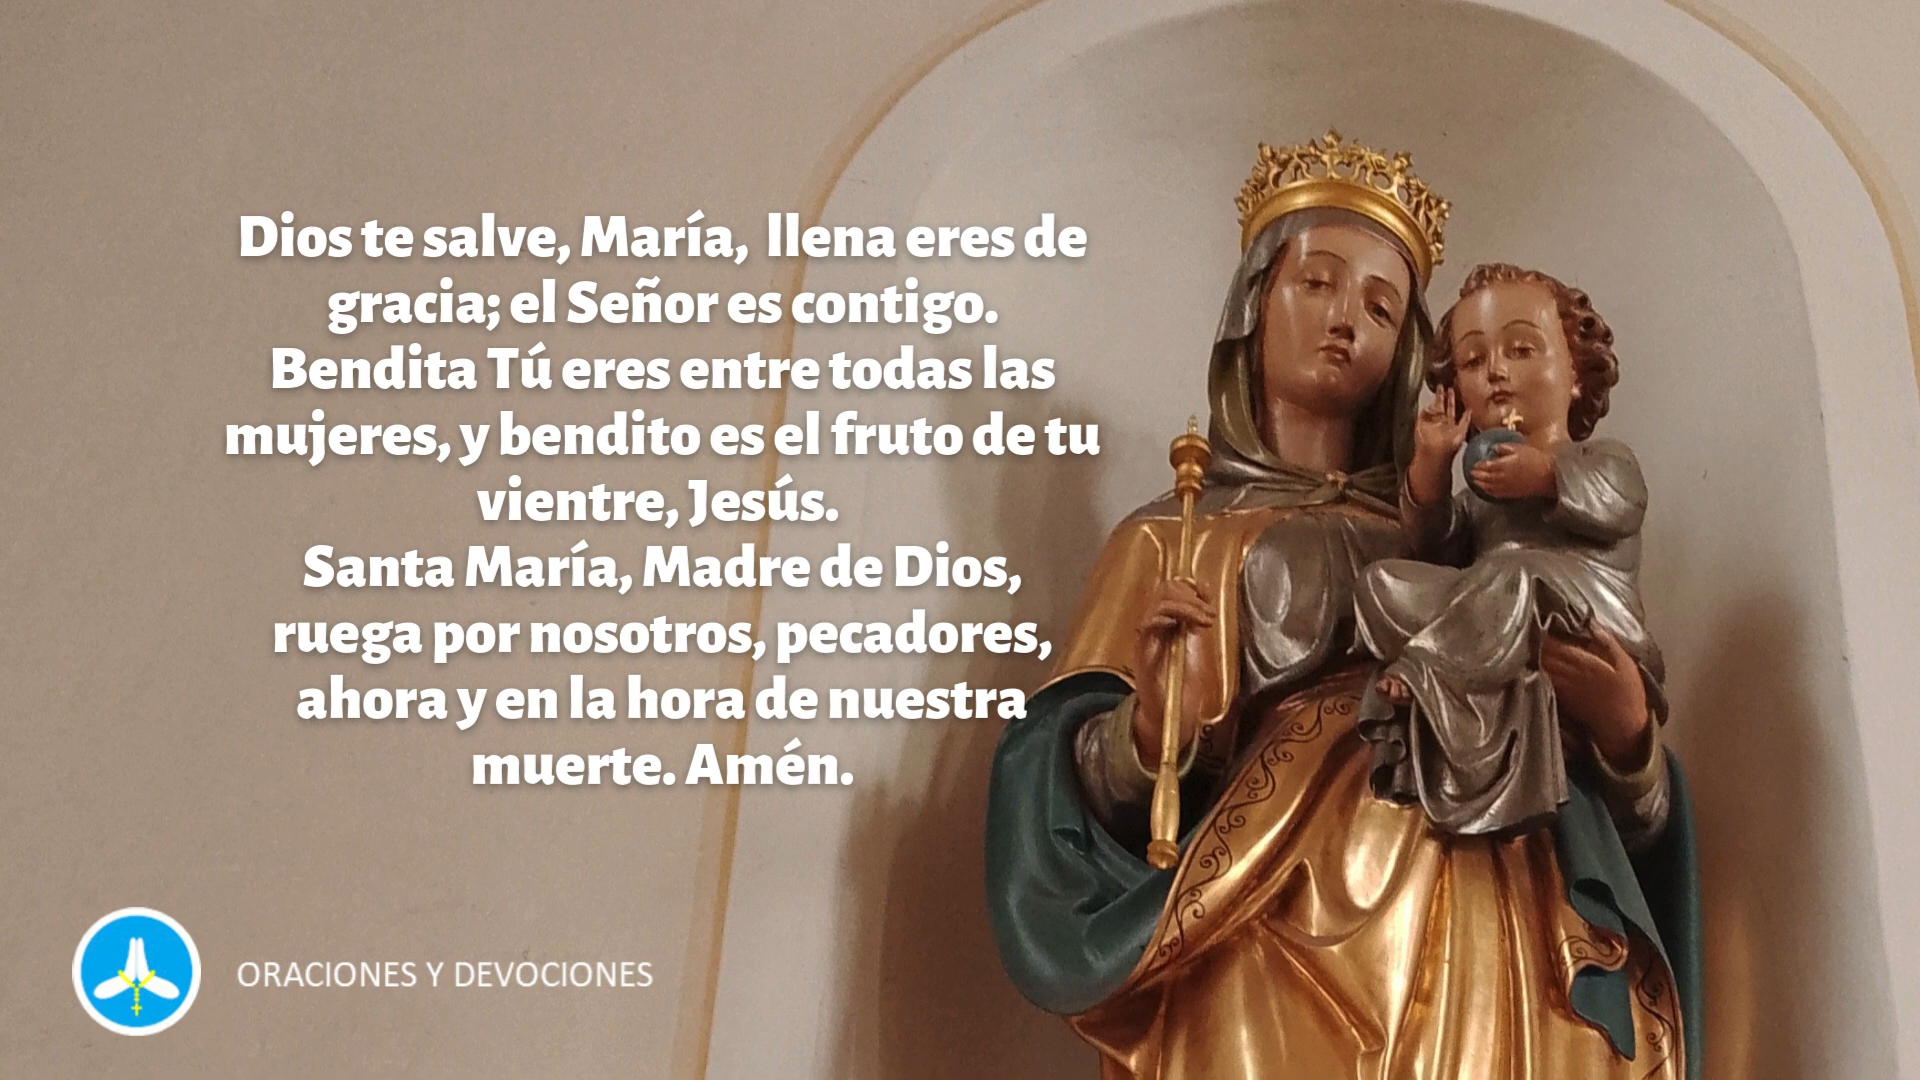 Dios te salve, María, llena eres de
gracia; el Señor es contigo.
Bendita Tú eres entre todas las
mujeres, y bendito es el fruto de tu
vientre, Jesús.
Santa María, Madre de Dios,
ruega por nosotros, pecadores,
ahora y en la hora de nuestra
muerte. Amén.
ORACIONES Y DEVOCIONES